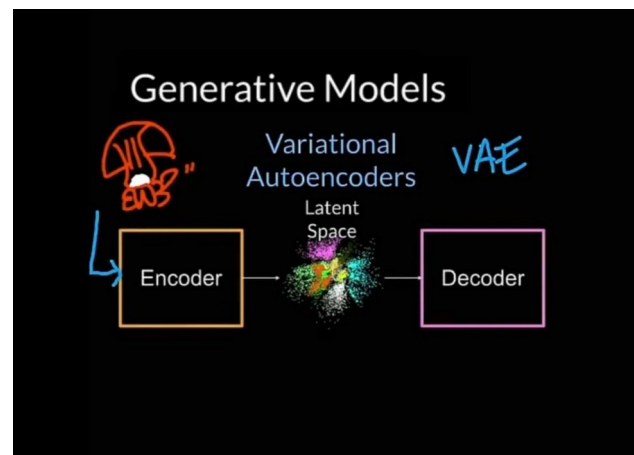 Generative Models
Variational
Autoencoders
VAE
Latent
Space
Encoder
Decoder